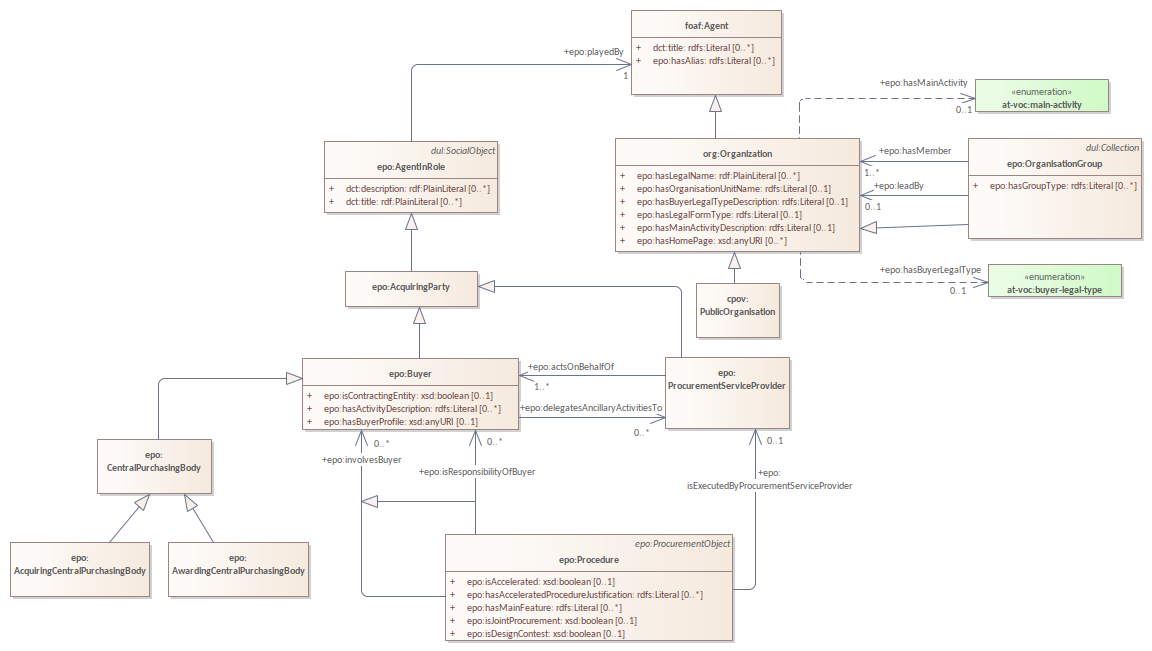 foaf:Agent
+ dct:title: rdfs:Literal [0..*]
+ epo:hasAlias: rdfs:Literal [0..*]
+epo:playedBy
1
+epo:hasMainActivity
0..1
«enumeration»
at-voc:main-activity
dul:SocialObject
epo:AgentInRole
+ dct:description: rdf:PlainLiteral [0..*]
+ dct:title: rdf:PlainLiteral [0..*]
org:Organization
+ epo:hasLegalName: rdf:PlainLiteral [0..*]
+ epo:hasOrganisationUnitName: rdfs:Literal [0..1]
+ epo:hasBuyerLegalTypeDescription: rdfs:Literal [0..1]
+ epo:hasLegalFormType: rdfs:Literal [0..1]
+ epo:hasMainActivityDescription: rdfs:Literal [0..1]
+ epo:hasHomePage: xsd:anyURI [0..*]
+epo:hasMember
1..*
+epo:leadBy
0..1
dul:Collection
epo:OrganisationGroup
+ epo:hasGroupType: rdfs:Literal [0..*]
+epo:hasBuyerLegalType
0..1
«enumeration»
at-voc:buyer-legal-type
epo:AcquiringParty
cpov:
PublicOrganisation
epo:Buyer
+ epo:isContractingEntity: xsd:boolean [0..1]
+ epo:hasActivityDescription: rdfs:Literal [0..*]
+ epo:hasBuyerProfile: xsd:anyURI [0..1]
+epo:actsOnBehalfOf
1..*
+epo:delegatesAncillaryActivitiesTo
0..*
epo:
ProcurementServiceProvider
0..*
+epo:involvesBuyer
0..*
+epo:isResponsibilityOfBuyer
0..1
+epo:
isExecutedByProcurementServiceProvider
epo:
CentralPurchasingBody
epo:
AcquiringCentralPurchasingBody
epo:
AwardingCentralPurchasingBody
epo:ProcurementObject
epo:Procedure
+ epo:isAccelerated: xsd:boolean [0..1]
+ epo:hasAcceleratedProcedureJustification: rdfs:Literal [0..*]
+ epo:hasMainFeature: rdfs:Literal [0..*]
+ epo:isJointProcurement: xsd:boolean [0..1]
+ epo:isDesignContest: xsd:boolean [0..1]